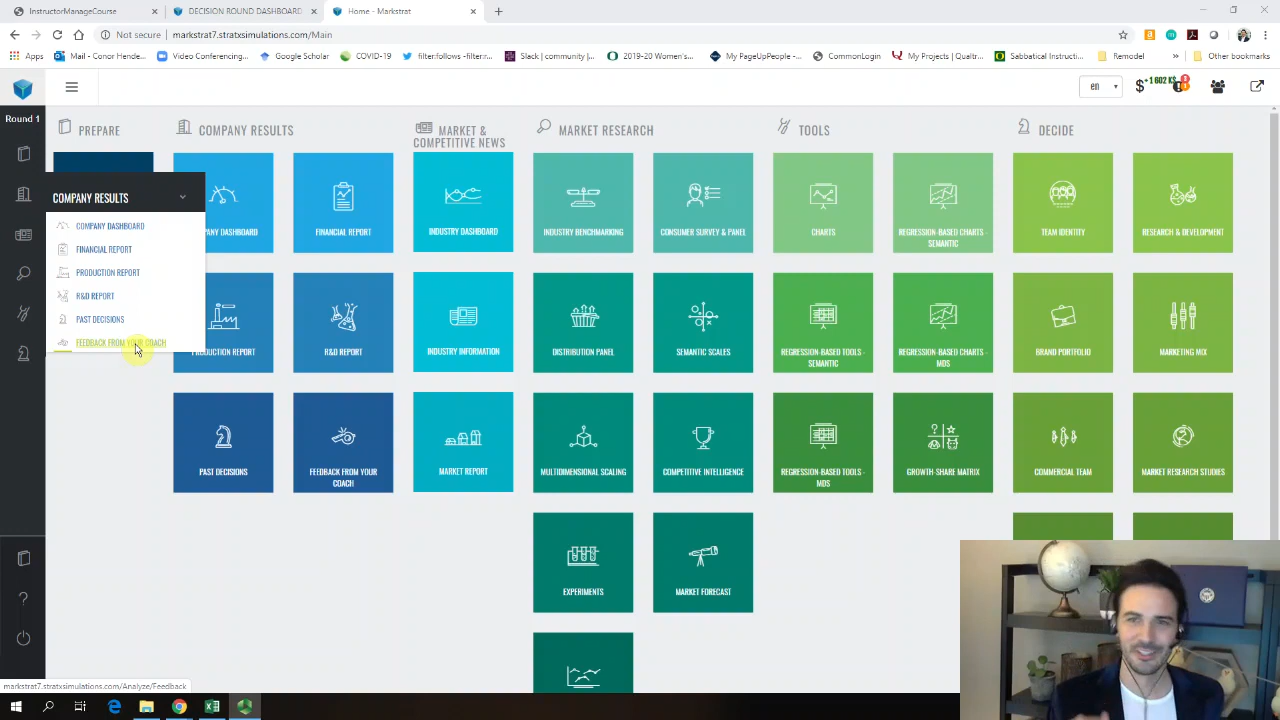 InstructorManageCourse
DECISION ROUND DASHBOARD
Home - Markstrat
Not secure | markstrat7.stratxsimulations.com/Main
Apps
Mail - Conor Hende
Video Conferencing...
Google Scholar
COVID-19
filter:follows -filter:
Slack | general | sch
2019-20 Women's...
My PageUpPeople -
CommonLogin
My Projects | Qualtr...
Sabbatical Instructi...
Remodel
»
Other bookmarks
en
$
+1 602 K$
Round 1
PREPARE
COMPANY RESULTS
MARKET &
COMPETITIVE NEWS
MARKET RESEARCH
TOOLS
DECIDE
COMPANY RESULTS
COMPANY DASHBOARD
FINANCIAL REPORT
PRODUCTION REPORT
R&D REPORT
PAST DECISIONS
FEEDBACK FROM YOUR COACH
FINANCIAL REPORT
INDUSTRY DASHBOARD
INDUSTRY BENCHMARKING
CONSUMER SURVEY & PANEL
CHARTS
REGRESSION-BASED CHARTS -
SEMANTIC
TEAM IDENTITY
RESEARCH & DEVELOPMENT
PRODUCTION REPORT
R&D REPORT
INDUSTRY INFORMATION
DISTRIBUTION PANEL
SEMANTIC SCALES
REGRESSION-BASED TOOLS -
SEMANTIC
REGRESSION-BASED CHARTS -
MDS
BRAND PORTFOLIO
MARKETING MIX
PAST DECISIONS
FEEDBACK FROM YOUR
COACH
MARKET REPORT
MULTIDIMENSIONAL SCALING
COMPETITIVE INTELLIGENCE
REGRESSION-BASED TOOLS -
MDS
GROWTH-SHARE MATRIX
COMMERCIAL TEAM
MARKET RESEARCH STUDIES
EXPERIMENTS
MARKET FORECAST
markstrat7.stratxsimulations.com/Analyze/Feedback